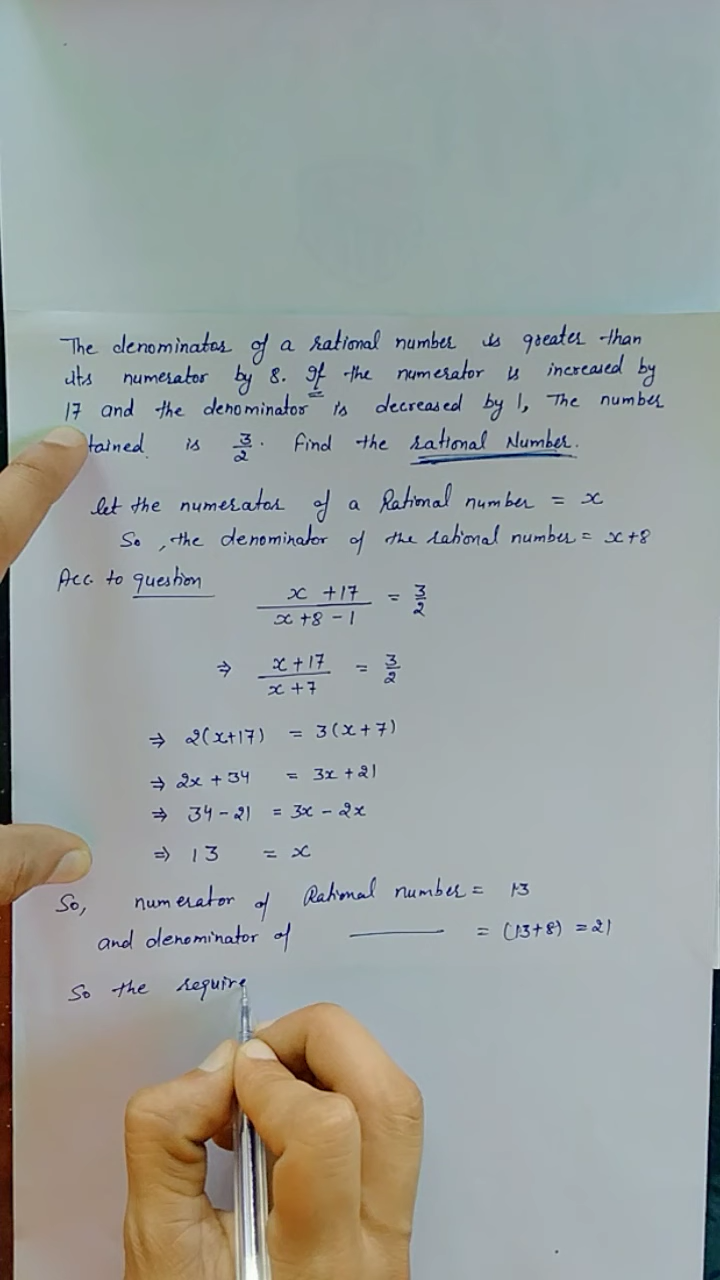 The denominator of a rational number is greater than
its numerator by 8. If the numerator is increased by
17 and the denominator is decreased by 1, The number
tained is 3/2. Find the rational Number.
let the numerator of a Rational number = x
So, the denominator of the rational number = x+8
Acc. to question
x +17 / x +8 - 1 = 3/2
⇒ x+17 / x+7 = 3/2
⇒ 2(x+17) = 3(x+7)
⇒ 2x + 34 = 3x + 21
⇒ 34 - 21 = 3x - 2x
⇒ 13 = x
So, numerator of Rational number = 13
and denominator of ——— = (13+8) = 21
So the require